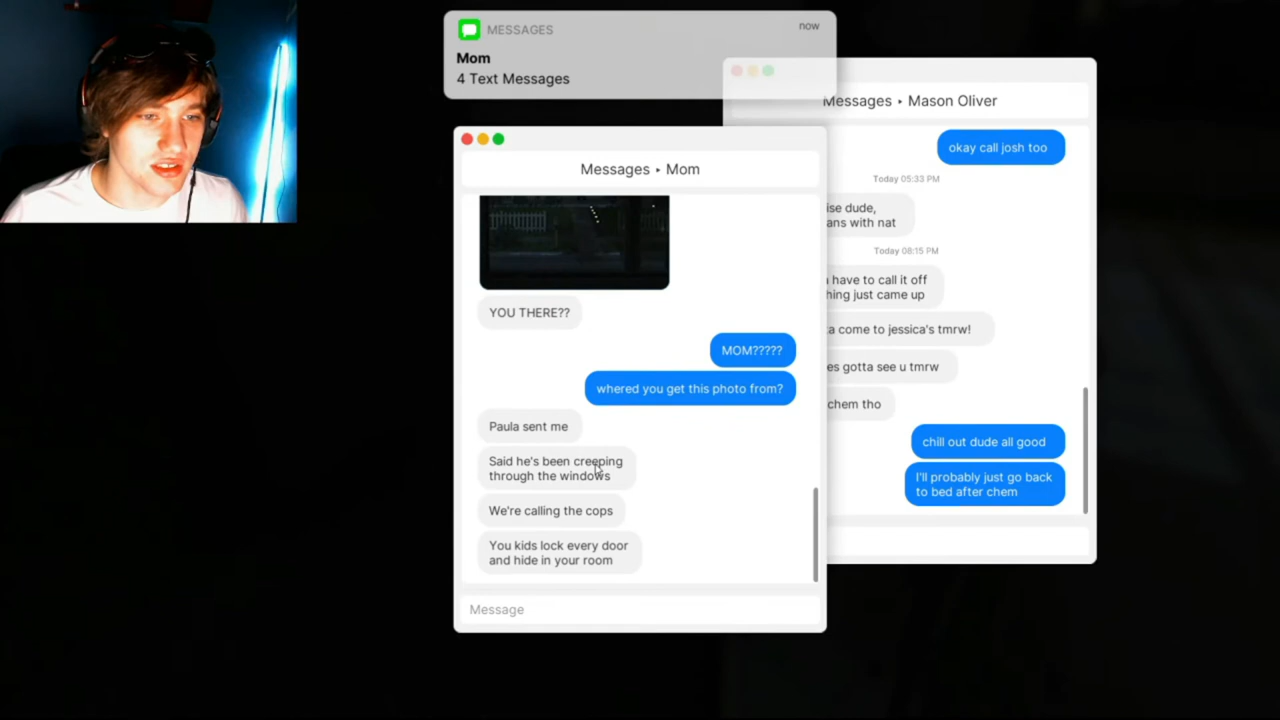 MESSAGES
now
Mom
4 Text Messages
Messages ▸ Mom
YOU THERE??
MOM?????
whered you get this photo from?
Paula sent me
Said he's been creeping
through the windows
We're calling the cops
You kids lock every door
and hide in your room
Message
Messages ▸ Mason Oliver
okay call josh too
Today 05:33 PM
dude,
with nat
Today 08:15 PM
have to call it off
just came up
come to jessica's tmrw!
gotta see u tmrw
chem tho
chill out dude all good
I'll probably just go back
to bed after chem